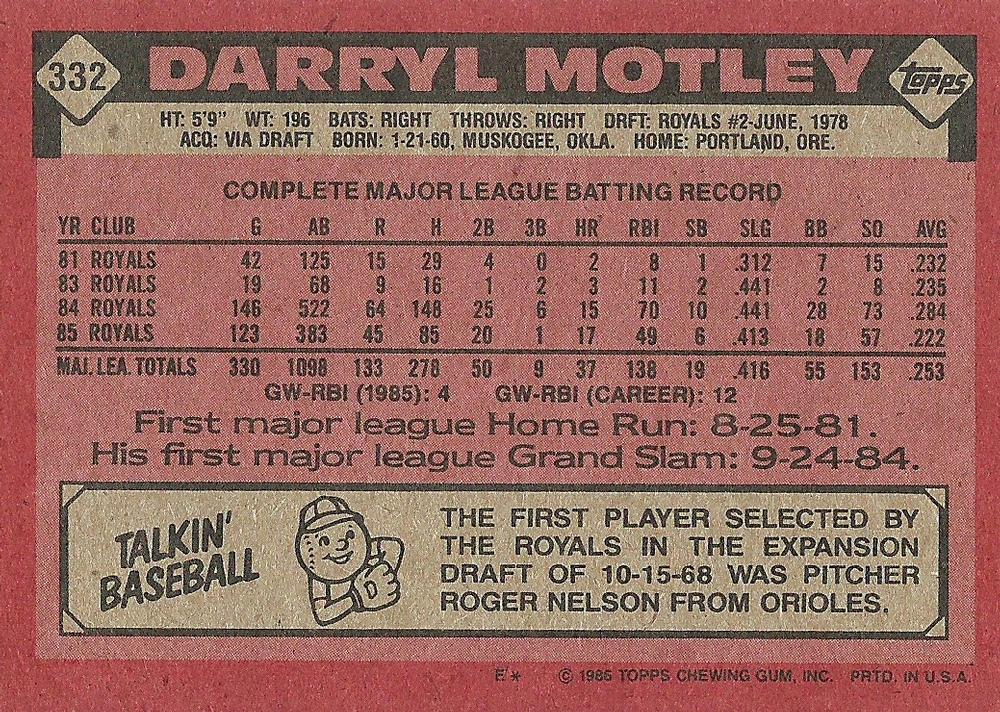 332 DARRYL MOTLEY TOPPS
HT: 5'9" WT: 196 BATS: RIGHT THROWS: RIGHT DRFT: ROYALS #2-JUNE, 1978
ACQ: VIA DRAFT BORN: 1-21-60, MUSKOGEE, OKLA. HOME: PORTLAND, ORE.
COMPLETE MAJOR LEAGUE BATTING RECORD
YR CLUB G AB R H 2B 3B HR RBI SB SLG BB SO AVG
81 ROYALS 42 125 15 29 4 0 2 8 1 .312 7 15 .232
83 ROYALS 19 68 9 16 1 2 3 11 2 .441 2 8 .235
84 ROYALS 146 522 64 148 25 6 15 70 10 .441 28 73 .284
85 ROYALS 123 383 45 85 20 1 17 49 6 .413 18 57 .222
MAJ. LEA. TOTALS 330 1098 133 278 50 9 37 138 19 .416 55 153 .253
GW-RBI (1985): 4 GW-RBI (CAREER): 12
First major league Home Run: 8-25-81.
His first major league Grand Slam: 9-24-84.
TALKIN'
BASEBALL
THE FIRST PLAYER SELECTED BY
THE ROYALS IN THE EXPANSION
DRAFT OF 10-15-68 WAS PITCHER
ROGER NELSON FROM ORIOLES.
E* © 1986 TOPPS CHEWING GUM, INC. PRTD. IN U.S.A.